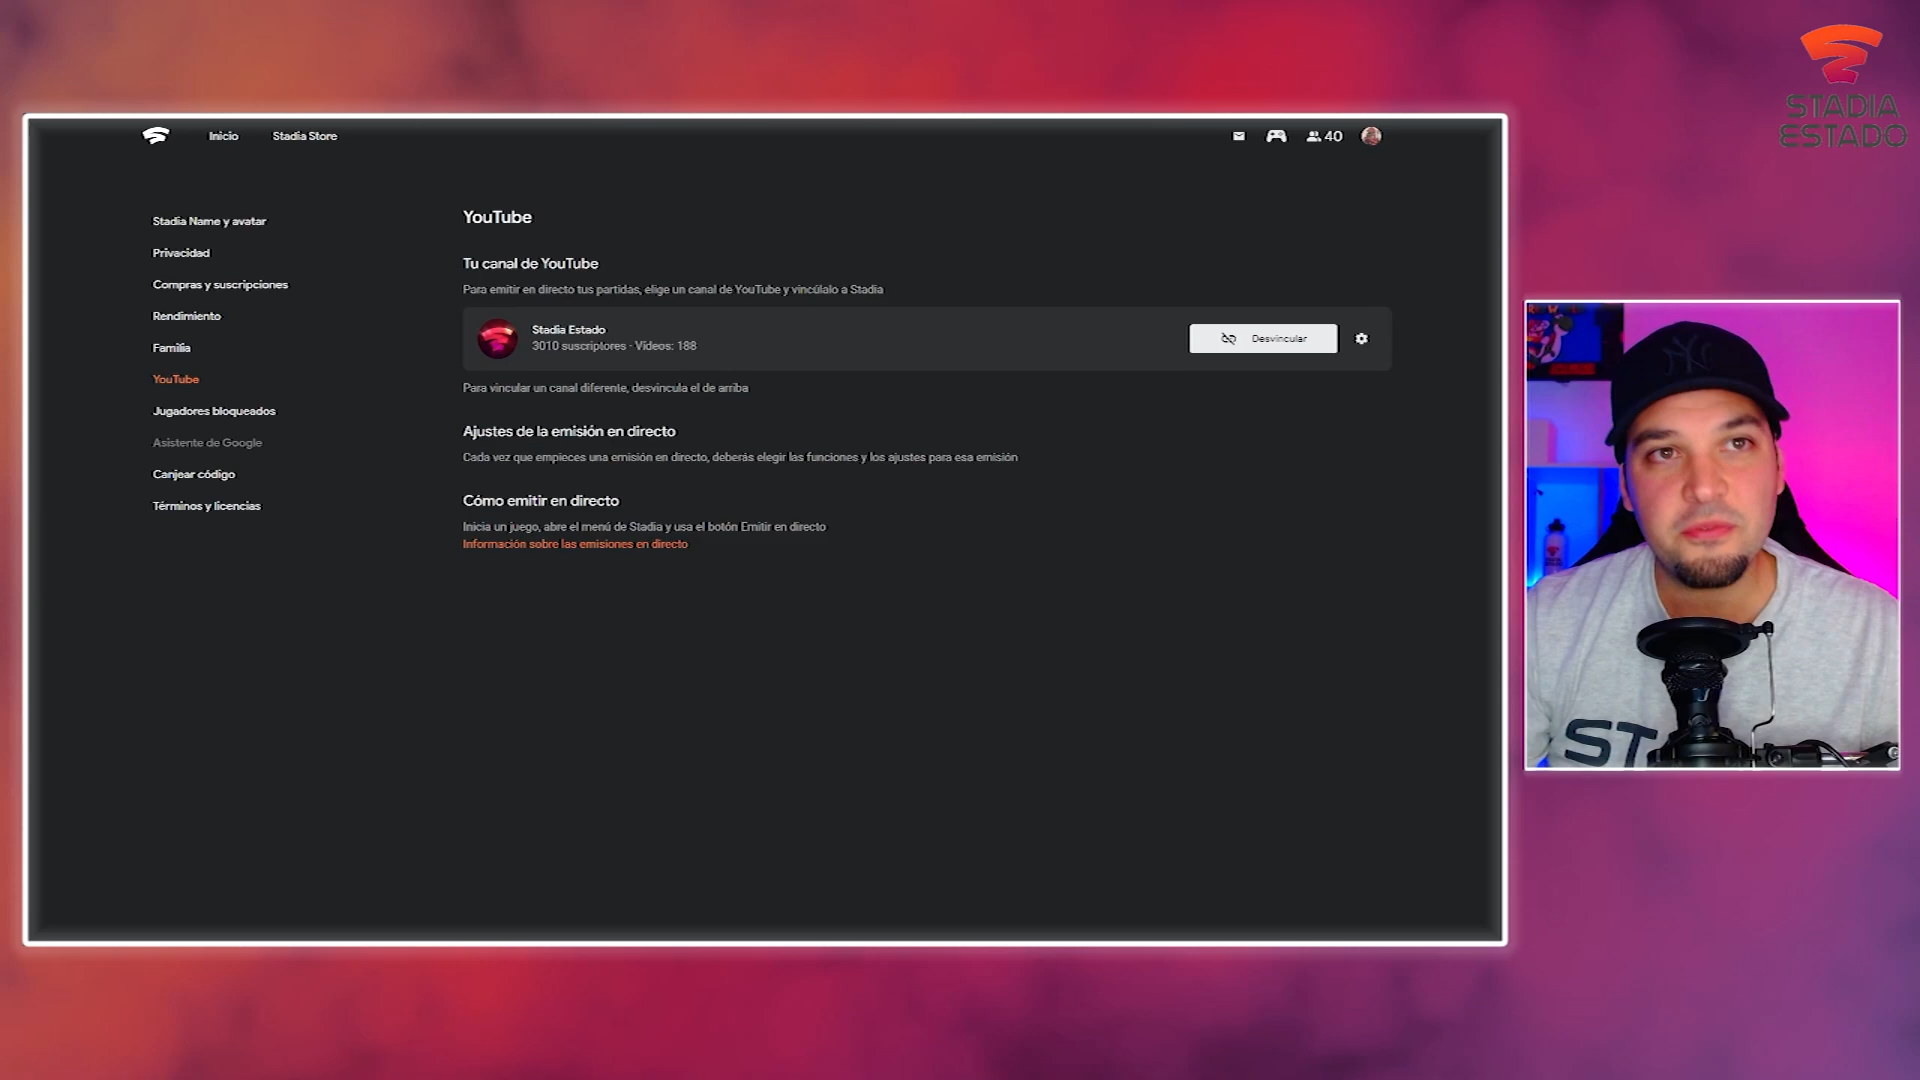 STADIA
ESTADO
Inicio
Stadia Store
40
Stadia Name y avatar
Privacidad
Compras y suscripciones
Rendimiento
Familia
YouTube
Jugadores bloqueados
Asistente de Google
Canjear código
Términos y licencias
YouTube
Tu canal de YouTube
Para emitir en directo tus partidas, elige un canal de YouTube y vincúlalo a Stadia
Stadia Estado
3010 suscriptores · Vídeos: 188
Desvincular
Para vincular un canal diferente, desvincula el de arriba
Ajustes de la emisión en directo
Cada vez que empieces una emisión en directo, deberás elegir las funciones y los ajustes para esa emisión
Cómo emitir en directo
Inicia un juego, abre el menú de Stadia y usa el botón Emitir en directo
Información sobre las emisiones en directo
NY
ST